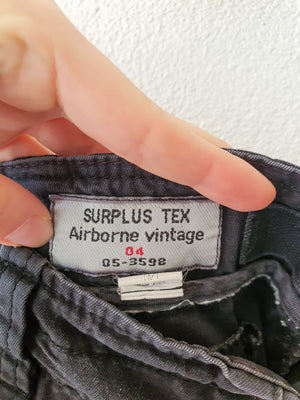 SURPLUS TEX
Airborne vintage
04
05-3598